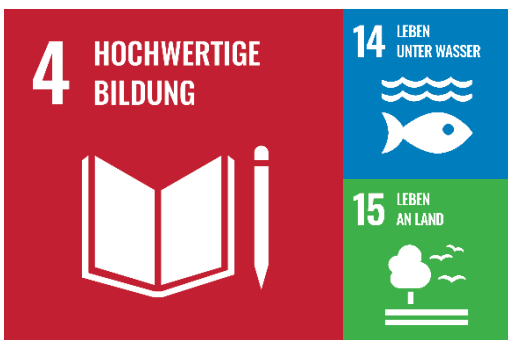 4 HOCHWERTIGE
BILDUNG
14 LEBEN
UNTER WASSER
15 LEBEN
AN LAND